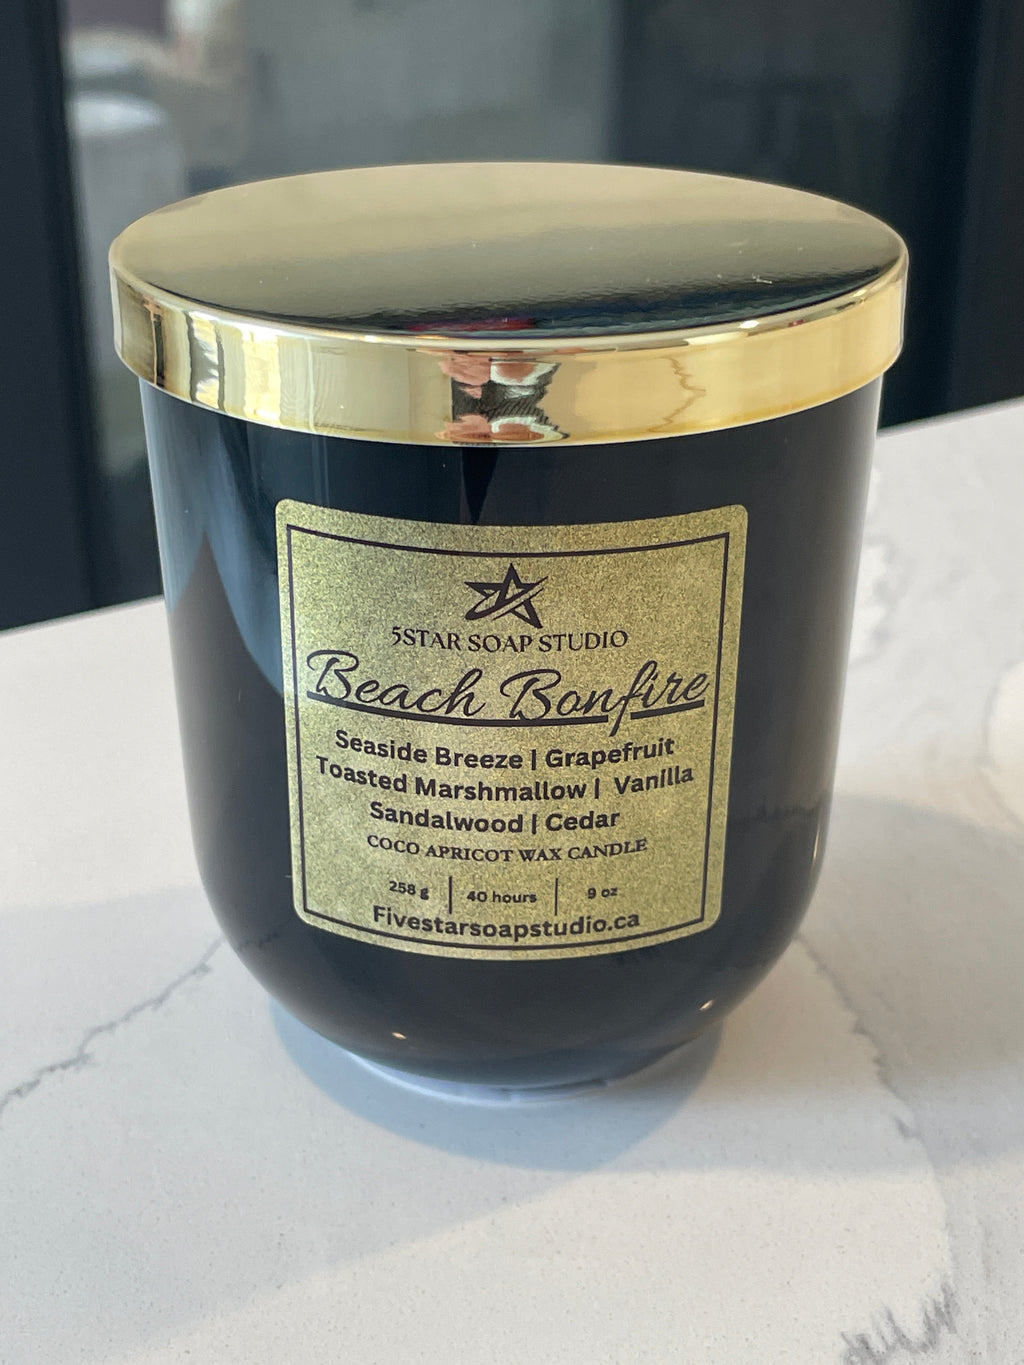 5STAR SOAP STUDIO
Beach Bonfire
Seaside Breeze | Grapefruit
Toasted Marshmallow | Vanilla
Sandalwood | Cedar
COCO APRICOT WAX CANDLE
258 g | 40 hours | 9 oz
Fivestarsoapstudio.ca